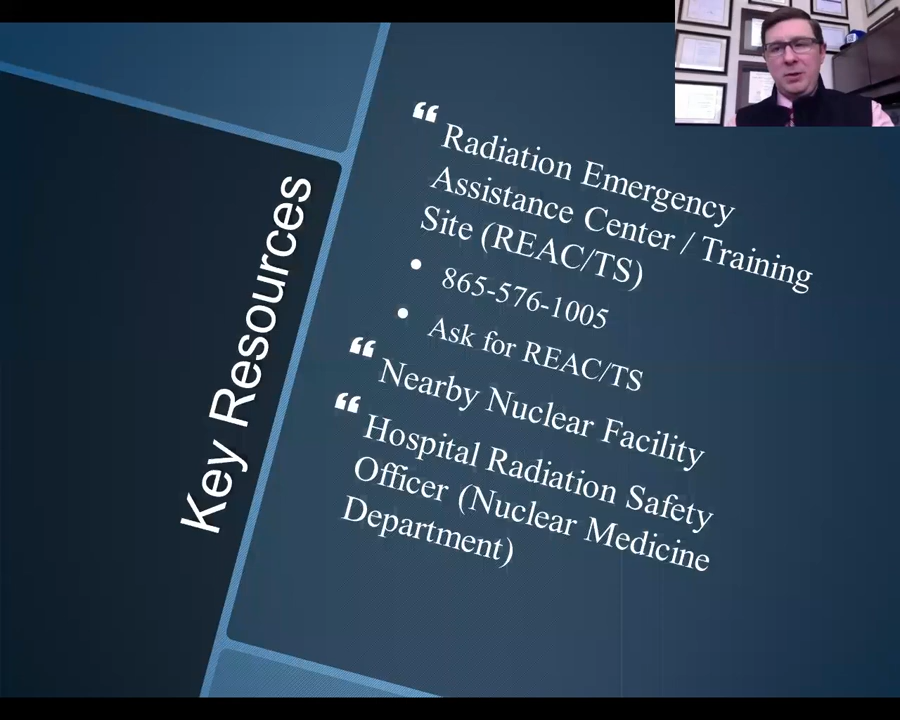 Key Resources
Radiation Emergency
Assistance Center / Training
Site (REAC/TS)
• 865-576-1005
• Ask for REAC/TS
Nearby Nuclear Facility
Hospital Radiation Safety
Officer (Nuclear Medicine
Department)